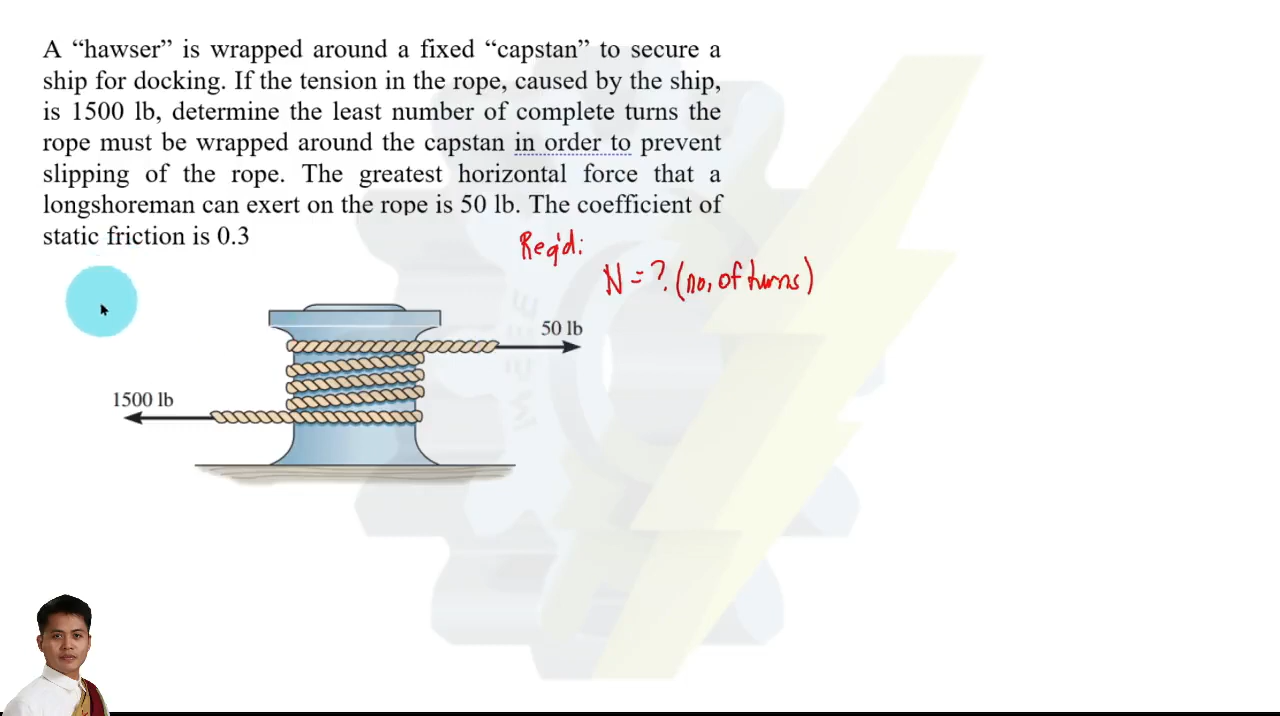 A “hawser” is wrapped around a fixed “capstan” to secure a
ship for docking. If the tension in the rope, caused by the ship,
is 1500 lb, determine the least number of complete turns the
rope must be wrapped around the capstan in order to prevent
slipping of the rope. The greatest horizontal force that a
longshoreman can exert on the rope is 50 lb. The coefficient of
static friction is 0.3
Req'd:
N = ? (no. of turns)
50 lb
1500 lb